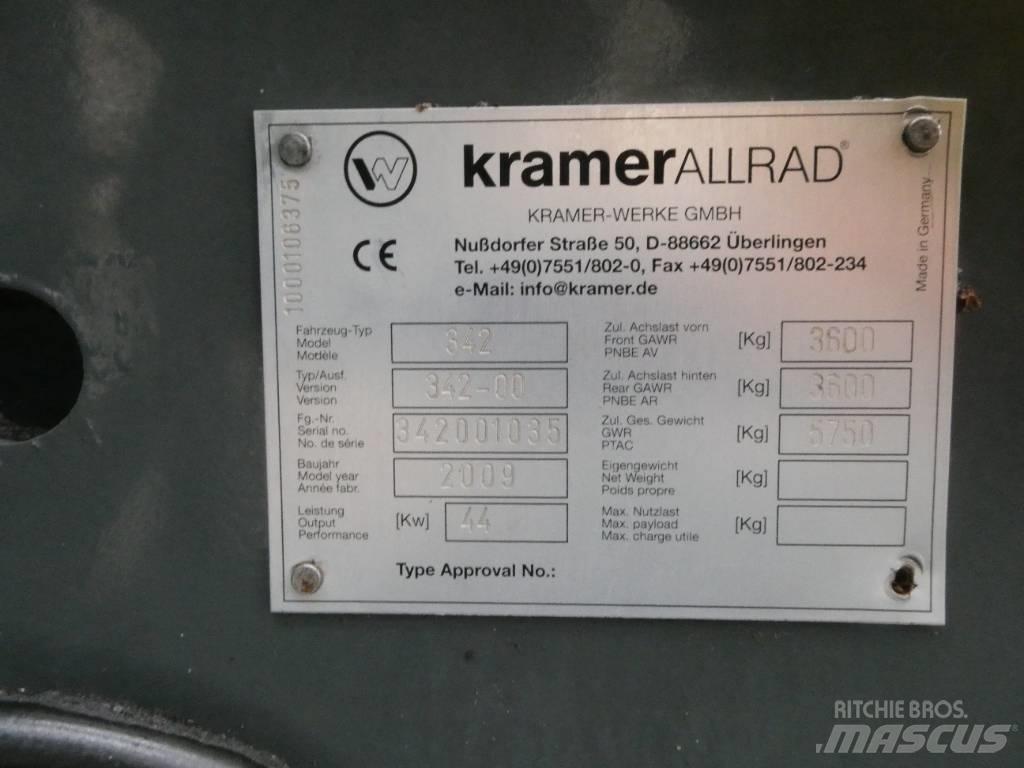 W
kramerALLRAD®
KRAMER-WERKE GMBH
CE
Nußdorfer Straße 50, D-88662 Überlingen
Tel. +49(0)7551/802-0, Fax +49(0)7551/802-234
e-Mail: info@kramer.de
1000106375
Made in Germany
Fahrzeug-Typ
Model
Modèle
342
Typ/Ausf.
Version
Version
342-00
Fg.-Nr.
Serial no.
No. de série
342001035
Baujahr
Model year
Année fabr.
2009
Leistung
Output
Performance
[Kw]
44
Zul. Achslast vorn
Front GAWR
PNBE AV
[Kg]
3600
Zul. Achslast hinten
Rear GAWR
PNBE AR
[Kg]
3600
Zul. Ges. Gewicht
GWR
PTAC
[Kg]
5750
Eigengewicht
Net Weight
Poids propre
[Kg]
Max. Nutzlast
Max. payload
Max. charge utile
[Kg]
Type Approval No.:
RITCHIE BROS.
MASCUS